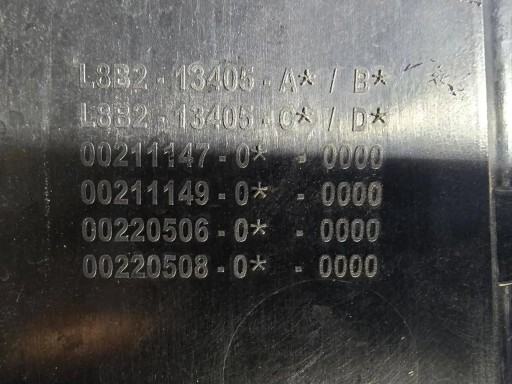 L8B2 - 13405 - A* / B*
L8B2 - 13405 - C* / D*
00211147 - 0* - 0000
00211149 - 0* - 0000
00220506 - 0* - 0000
00220508 - 0* - 0000